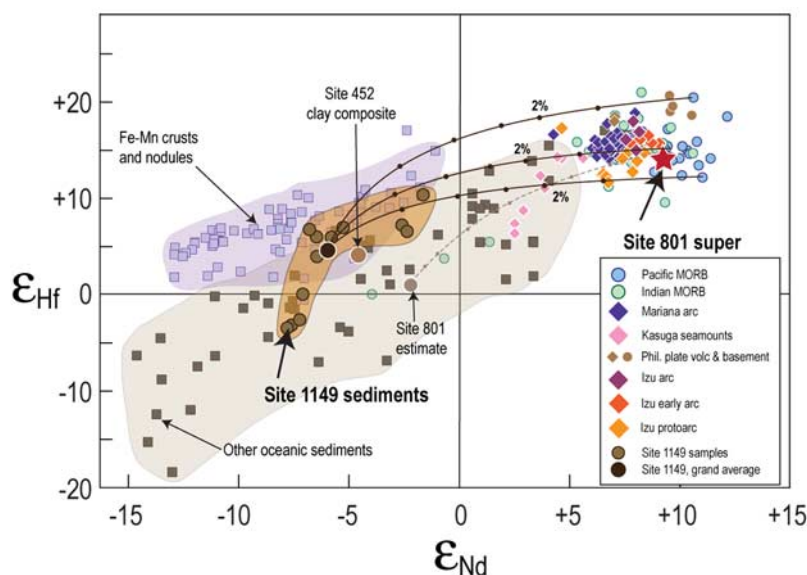 +20
+10
0
-10
-20
εHf
-15
-10
-5
0
+5
+10
+15
εNd
Fe-Mn crusts
and nodules
Site 452
clay composite
2%
2%
2%
Site 801 super
Site 801
estimate
Site 1149 sediments
Other oceanic sediments
Pacific MORB
Indian MORB
Mariana arc
Kasuga seamounts
Phil. plate volc & basement
Izu arc
Izu early arc
Izu protoarc
Site 1149 samples
Site 1149, grand average